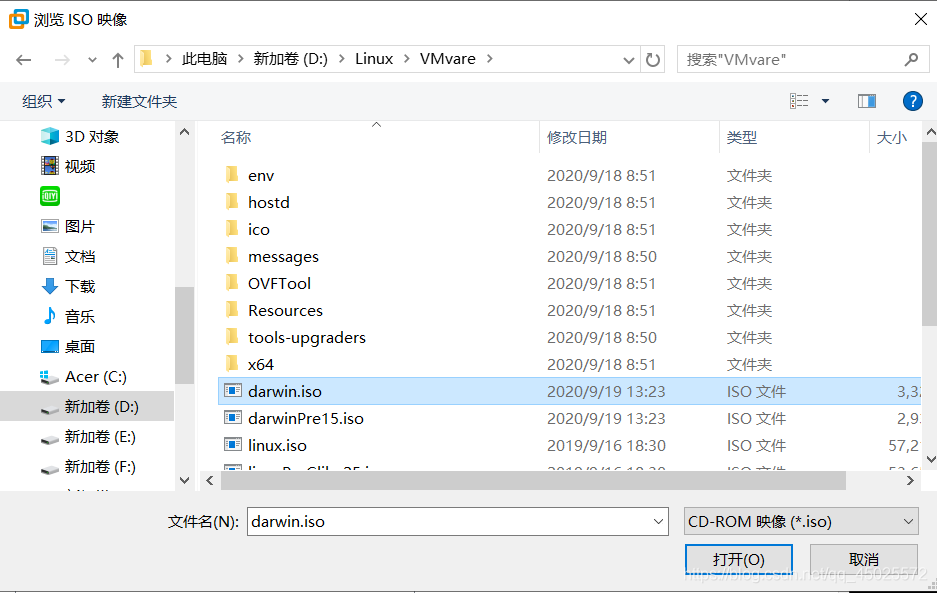 浏览 ISO 映像
此电脑 新加卷 (D:) Linux VMware
搜索"VMware"
组织 新建文件夹
3D 对象
视频
QIY
图片
文档
下载
音乐
桌面
Acer (C:)
新加卷 (D:)
新加卷 (E:)
新加卷 (F:)
名称 修改日期 类型 大小
env 2020/9/18 8:51 文件夹
hostd 2020/9/18 8:51 文件夹
ico 2020/9/18 8:51 文件夹
messages 2020/9/18 8:50 文件夹
OVFTool 2020/9/18 8:51 文件夹
Resources 2020/9/18 8:51 文件夹
tools-upgraders 2020/9/18 8:50 文件夹
x64 2020/9/18 8:51 文件夹
darwin.iso 2020/9/19 13:23 ISO 文件 3,3
darwinPre15.iso 2020/9/19 13:23 ISO 文件 2,9
linux.iso 2019/9/16 18:30 ISO 文件 57,2
文件名(N): darwin.iso
CD-ROM 映像 (*.iso)
打开(O) 取消
https://blog.csdn.net/qq_45025572